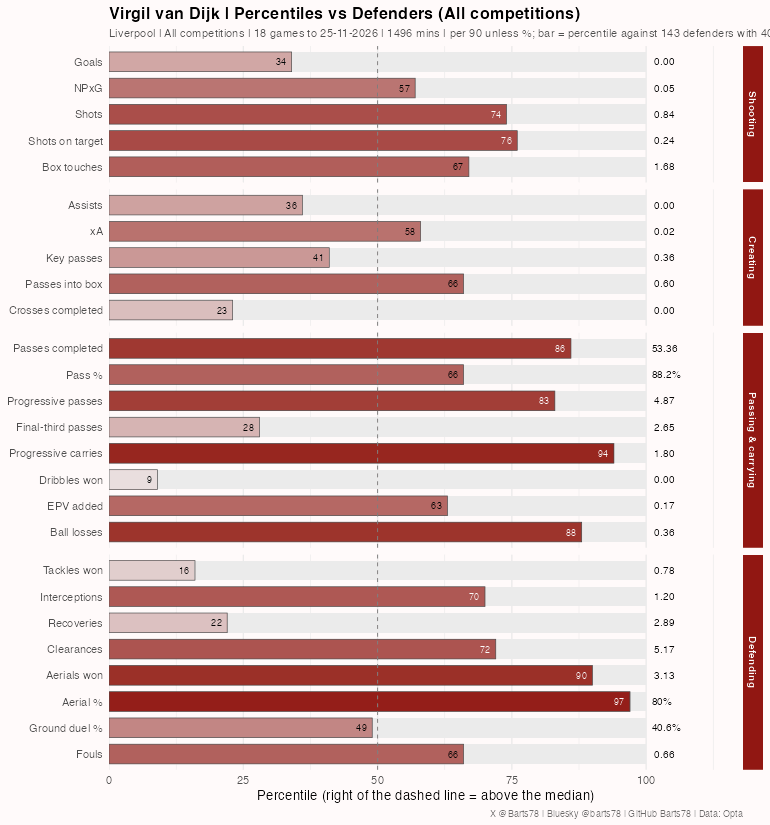 Virgil van Dijk | Percentiles vs Defenders (All competitions)
Liverpool | All competitions | 18 games to 25-11-2026 | 1496 mins | per 90 unless %; bar = percentile against 143 defenders with 40
Goals 34 0.00
NPxG 57 0.05
Shots 74 0.84
Shots on target 76 0.24
Box touches 67 1.68
Shooting
Assists 36 0.00
xA 58 0.02
Key passes 41 0.36
Passes into box 66 0.60
Crosses completed 23 0.00
Creating
Passes completed 86 53.36
Pass % 66 88.2%
Progressive passes 83 4.87
Final-third passes 28 2.65
Progressive carries 94 1.80
Dribbles won 9 0.00
EPV added 63 0.17
Ball losses 88 0.36
Passing & carrying
Tackles won 16 0.78
Interceptions 70 1.20
Recoveries 22 2.89
Clearances 72 5.17
Aerials won 90 3.13
Aerial % 97 80%
Ground duel % 49 40.6%
Fouls 66 0.66
Defending
0 25 50 75 100
Percentile (right of the dashed line = above the median)
X @Barts78 | Bluesky @barts78 | GitHub Barts78 | Data: Opta